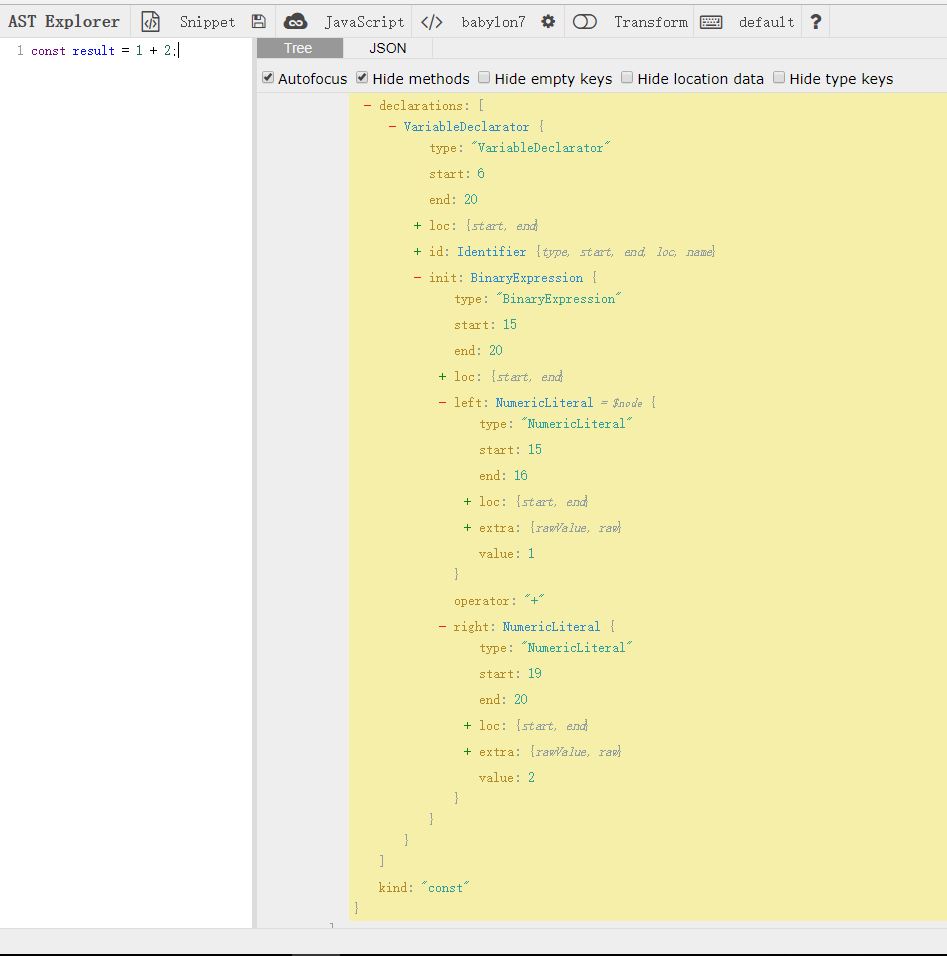 AST Explorer Snippet JavaScript </> babylon7 Transform default ?
1 const result = 1 + 2;
Tree JSON
Autofocus Hide methods Hide empty keys Hide location data Hide type keys
- declarations: [
- VariableDeclarator {
type: "VariableDeclarator"
start: 6
end: 20
+ loc: {start, end}
+ id: Identifier {type, start, end, loc, name}
- init: BinaryExpression {
type: "BinaryExpression"
start: 15
end: 20
+ loc: {start, end}
- left: NumericLiteral = $node {
type: "NumericLiteral"
start: 15
end: 16
+ loc: {start, end}
+ extra: {rawValue, raw}
value: 1
}
operator: "+"
- right: NumericLiteral {
type: "NumericLiteral"
start: 19
end: 20
+ loc: {start, end}
+ extra: {rawValue, raw}
value: 2
}
}
}
]
kind: "const"
}
]